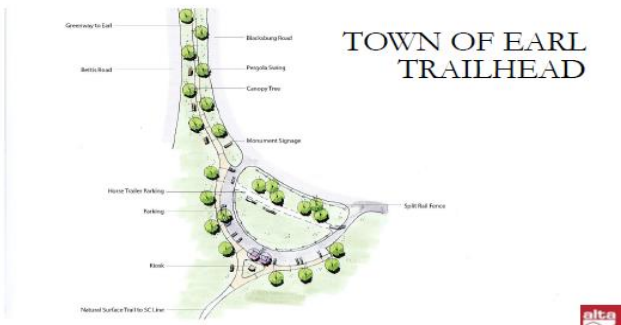 TOWN OF EARL
TRAILHEAD
Greenway to Earl
Blacksburg Road
Bettis Road
Pergola Swing
Canopy Tree
Monument Signage
Horse Trailer Parking
Split Rail Fence
Parking
Kiosk
Natural Surface Trail to SC Line
alta